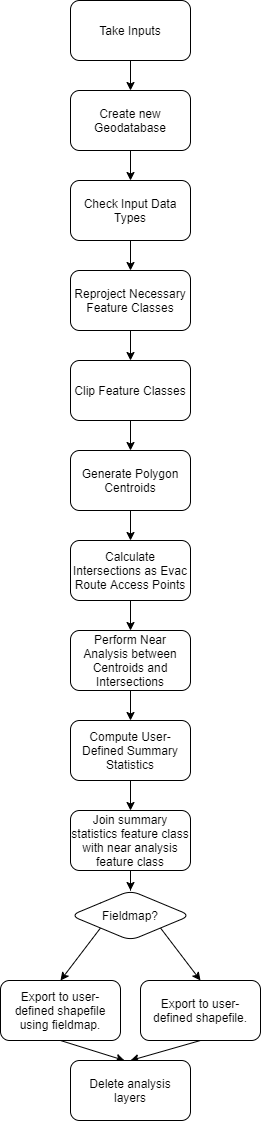 Take Inputs
Create new
Geodatabase
Check Input Data
Types
Reproject Necessary
Feature Classes
Clip Feature Classes
Generate Polygon
Centroids
Calculate
Intersections as Evac
Route Access Points
Perform Near
Analysis between
Centroids and
Intersections
Compute User-
Defined Summary
Statistics
Join summary
statistics feature class
with near analysis
feature class
Fieldmap?
Export to user-
defined shapefile
using fieldmap.
Export to user-
defined shapefile.
Delete analysis
layers